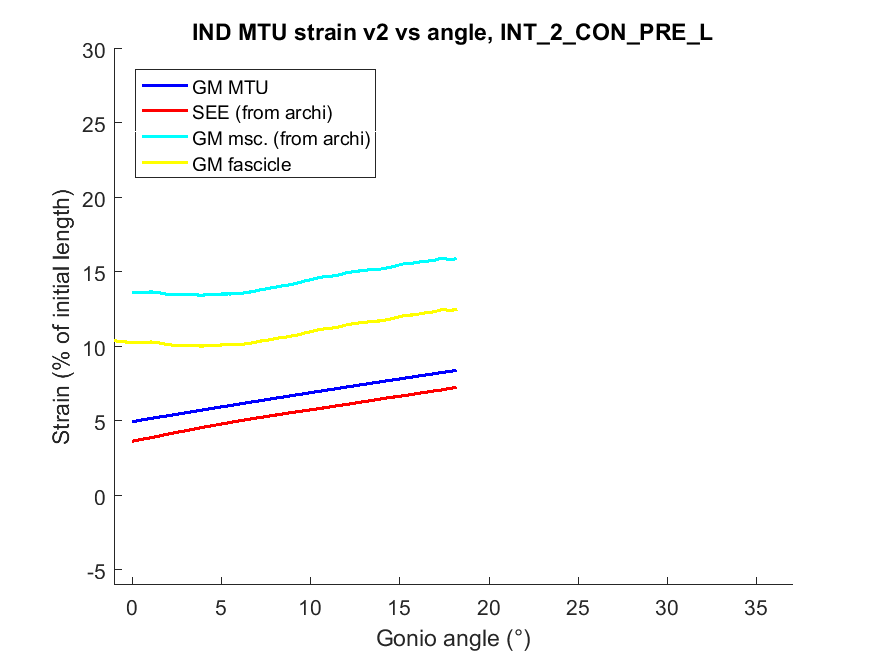 IND MTU strain v2 vs angle, INT_2_CON_PRE_L
30
25
20
15
10
5
0
-5
Strain (% of initial length)
GM MTU
SEE (from archi)
GM msc. (from archi)
GM fascicle
0 5 10 15 20 25 30 35
Gonio angle (°)